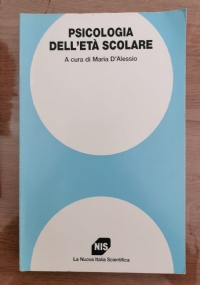 PSICOLOGIA
DELL'ETÀ SCOLARE
A cura di Maria D'Alessio
NIS
La Nuova Italia Scientifica